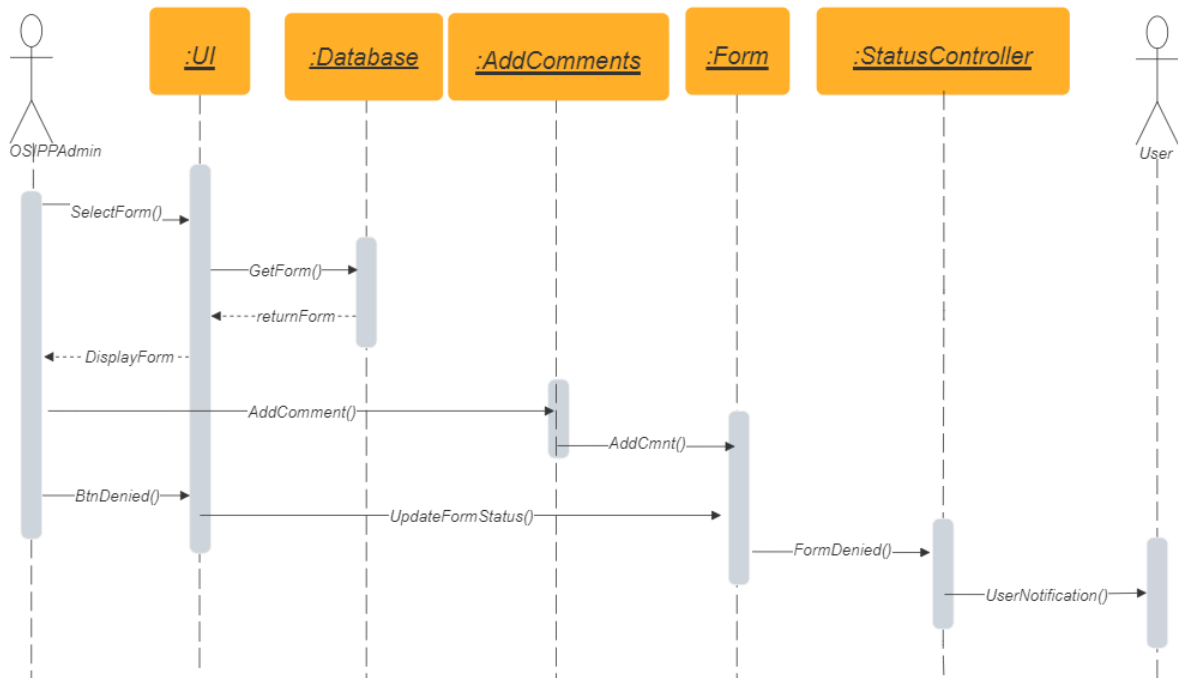 :UI
:Database
:AddComments
:Form
:StatusController
OSIPPAdmin
User
SelectForm()
GetForm()
returnForm
DisplayForm
AddComment()
AddCmnt()
BtnDenied()
UpdateFormStatus()
FormDenied()
UserNotification()